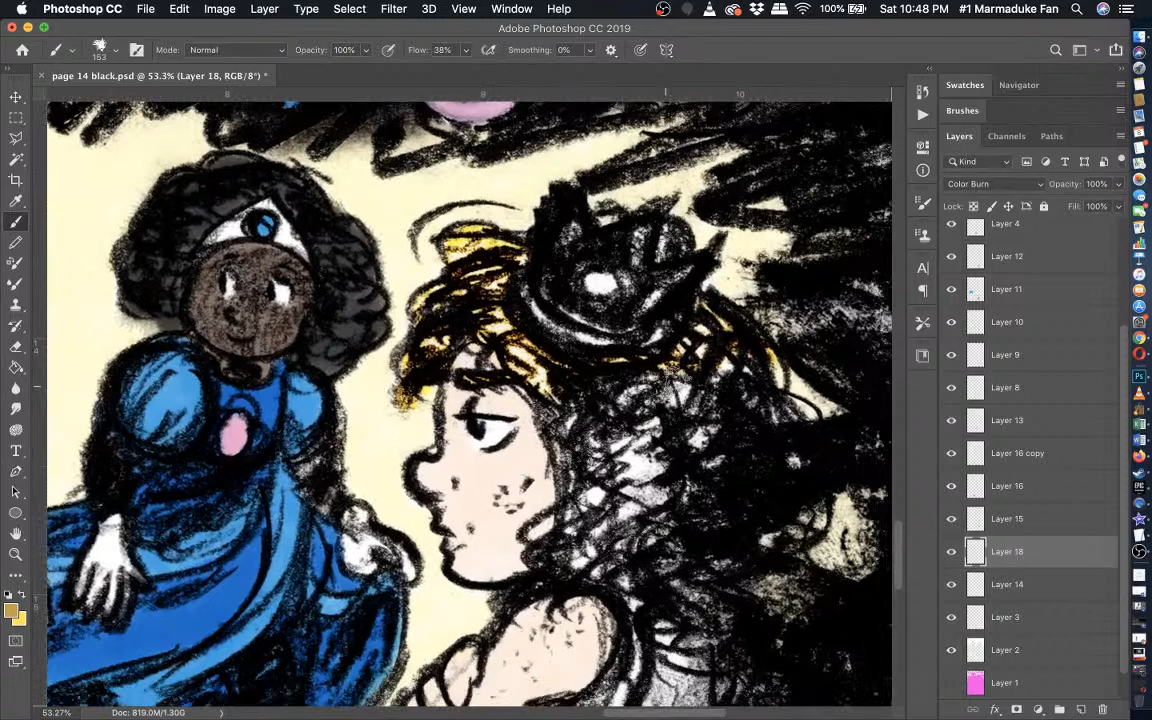 Photoshop CC File Edit Image Layer Type Select Filter 3D View Window Help 100% Sat 10:48 PM #1 Marmaduke Fan
Adobe Photoshop CC 2019
153 Mode: Normal Opacity: 100% Flow: 38% Smoothing: 0%
page 14 black.psd @ 53.3% (Layer 18, RGB/8*) *
8 9 10
Swatches Navigator
Brushes
Layers Channels Paths
Kind
Color Burn Opacity: 100%
Lock: Fill: 100%
Layer 4
Layer 12
Layer 11
Layer 10
Layer 9
Layer 8
Layer 13
Layer 16 copy
Layer 16
Layer 15
Layer 18
Layer 14
Layer 3
Layer 2
Layer 1
53.27% Doc: 819.0M/1.30G